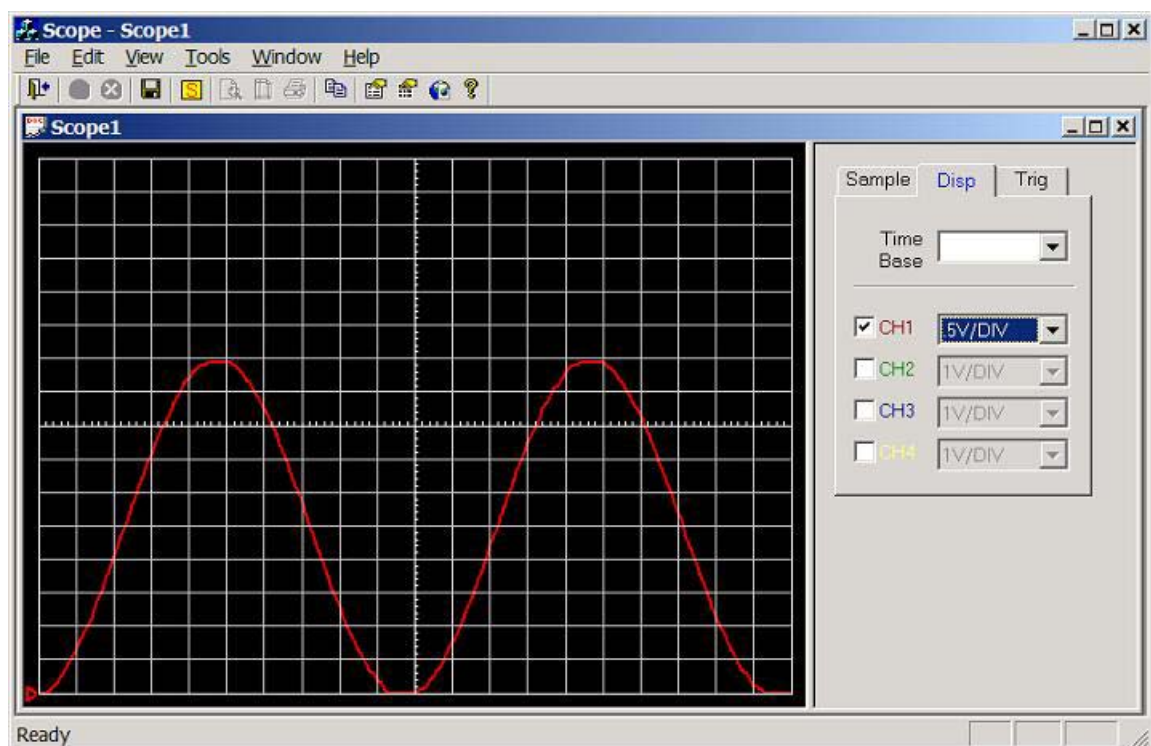 Scope - Scope1
File Edit View Tools Window Help
Scope1
Sample Disp Trig
Time
Base
CH1 .5V/DIV
CH2 1V/DIV
CH3 1V/DIV
CH4 1V/DIV
Ready